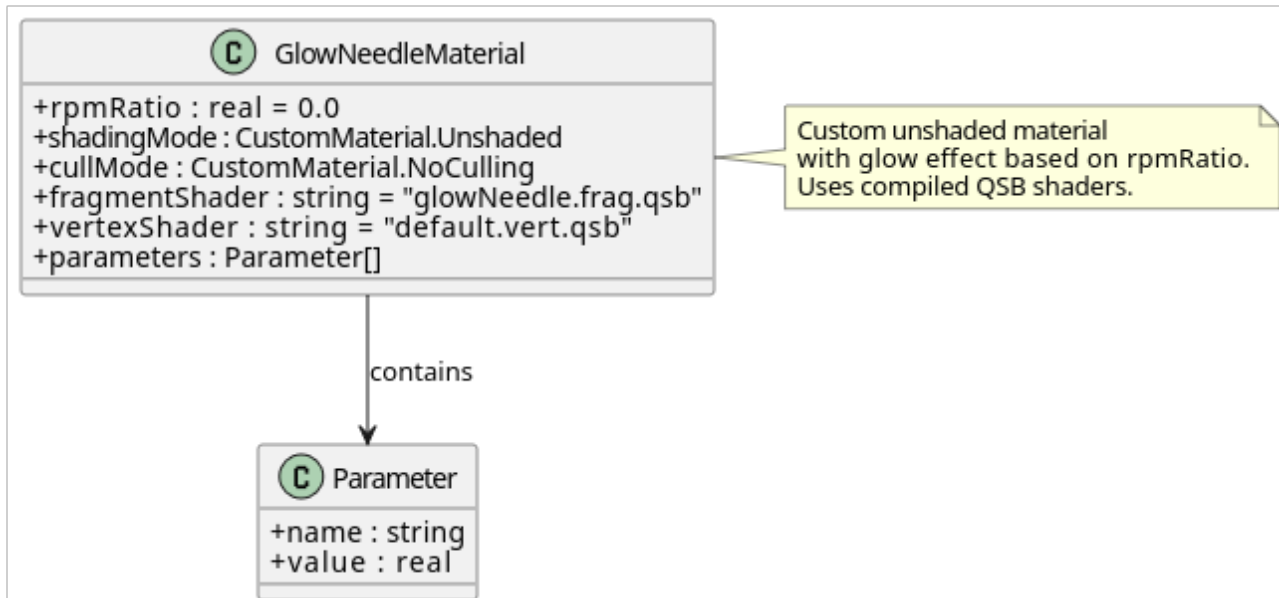 C GlowNeedleMaterial
+rpmRatio : real = 0.0
+shadingMode : CustomMaterial.Unshaded
+cullMode : CustomMaterial.NoCulling
+fragmentShader : string = "glowNeedle.frag.qsb"
+vertexShader : string = "default.vert.qsb"
+parameters : Parameter[]
Custom unshaded material
with glow effect based on rpmRatio.
Uses compiled QSB shaders.
contains
C Parameter
+name : string
+value : real